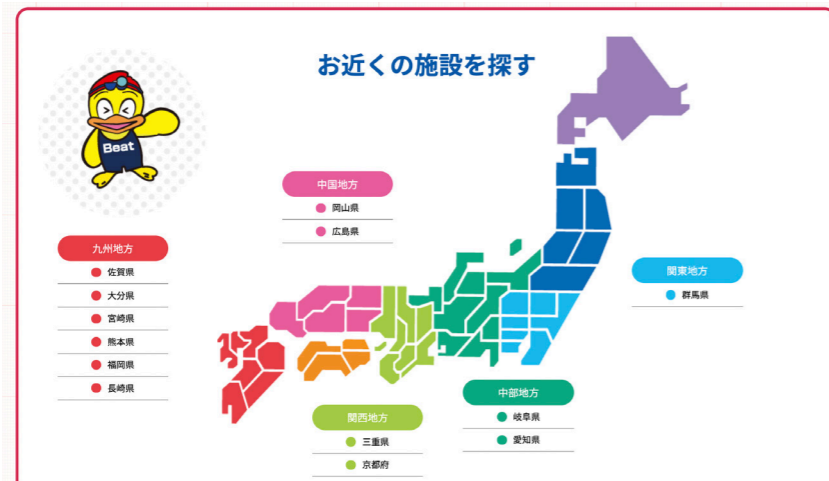 お近くの施設を探す
Beat
中国地方
岡山県
広島県
九州地方
佐賀県
大分県
宮崎県
熊本県
福岡県
長崎県
関東地方
群馬県
中部地方
岐阜県
愛知県
関西地方
三重県
京都府